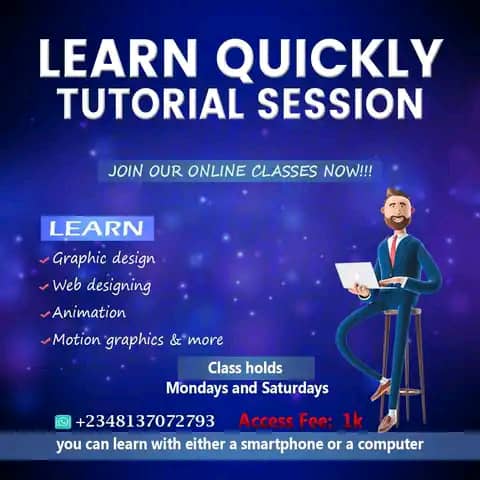 LEARN QUICKLY
TUTORIAL SESSION
JOIN OUR ONLINE CLASSES NOW!!!
LEARN
Graphic design
Web designing
Animation
Motion graphics & more
Class holds
Mondays and Saturdays
+2348137072793 Access Fee: 1k
you can learn with either a smartphone or a computer